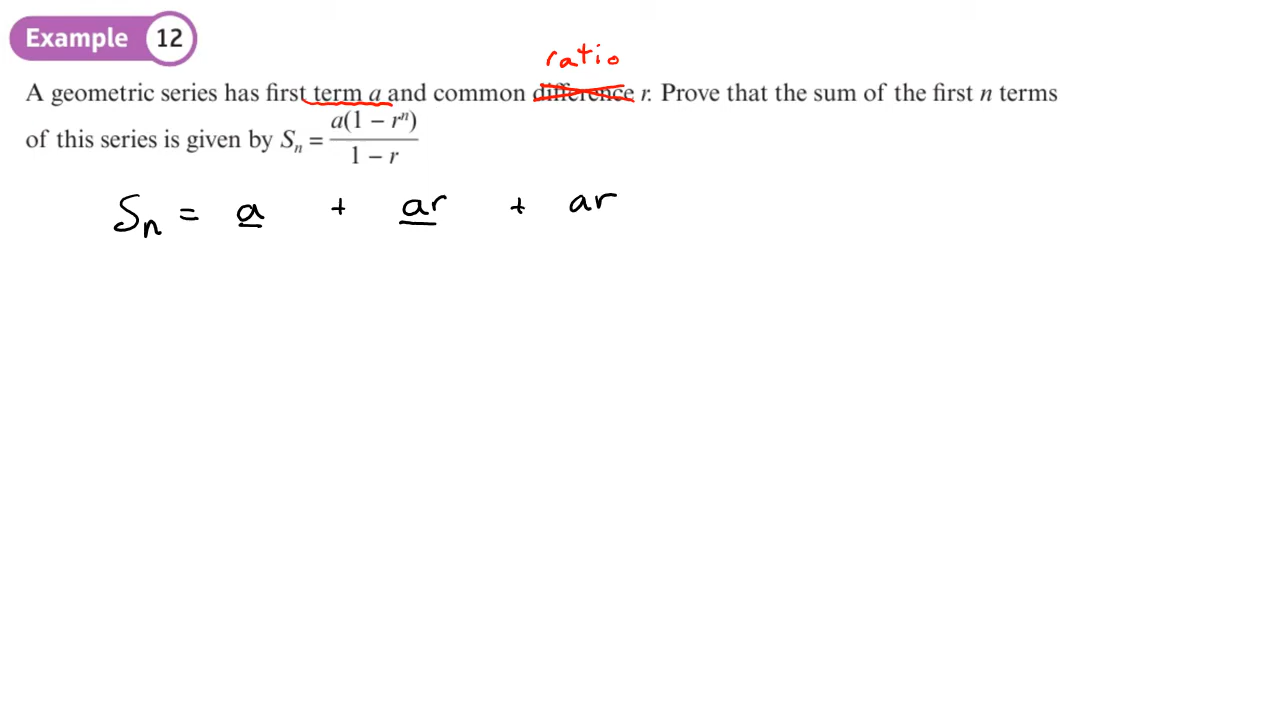 Example 12
ratio
A geometric series has first term a and common difference r. Prove that the sum of the first n terms
of this series is given by Sₙ = a(1 − rⁿ) / 1 − r
Sₙ = a + ar + ar